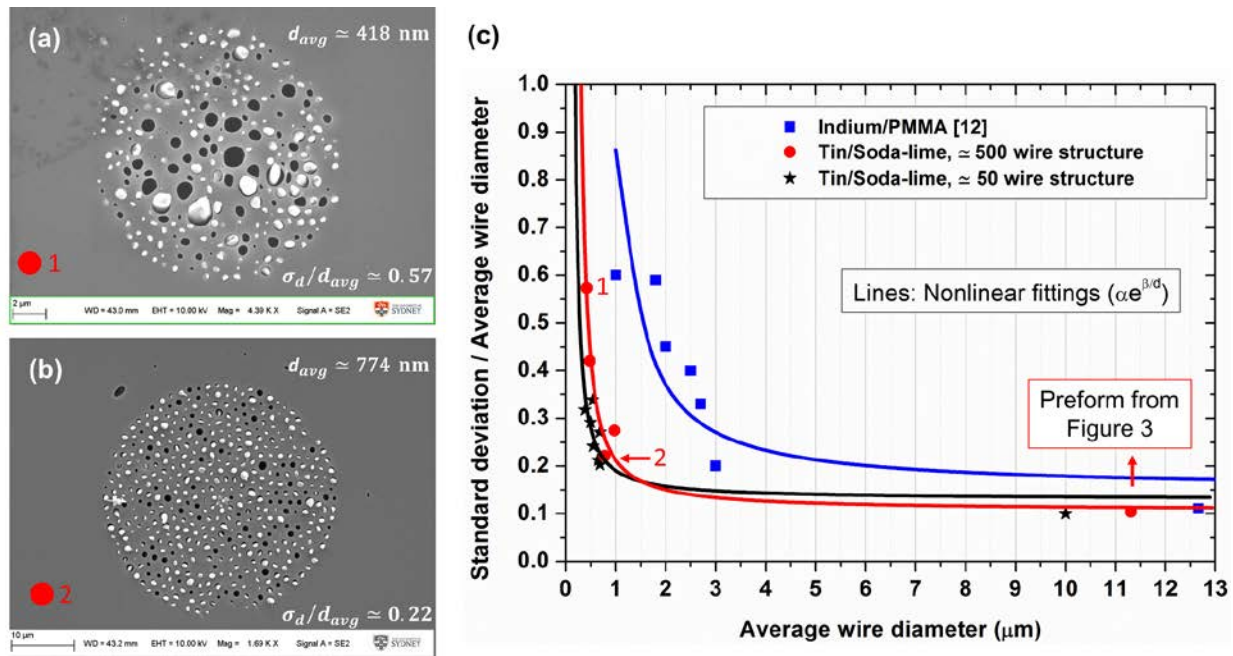 (a)
d_avg ≃ 418 nm
1
σ_d/d_avg ≃ 0.57
2 µm
WD = 43.0 mm EHT = 10.00 kV Mag = 4.39 K X Signal A = SE2
SYDNEY
(b)
d_avg ≃ 774 nm
2
σ_d/d_avg ≃ 0.22
10 µm
WD = 43.2 mm EHT = 10.00 kV Mag = 1.69 K X Signal A = SE2
SYDNEY
(c)
Standard deviation / Average wire diameter
1.0
0.9
0.8
0.7
0.6
0.5
0.4
0.3
0.2
0.1
0.0
Indium/PMMA [12]
Tin/Soda-lime, ≃ 500 wire structure
Tin/Soda-lime, ≃ 50 wire structure
1
Lines: Nonlinear fittings (αe^β/d)
Preform from
Figure 3
2
0 1 2 3 4 5 6 7 8 9 10 11 12 13
Average wire diameter (µm)